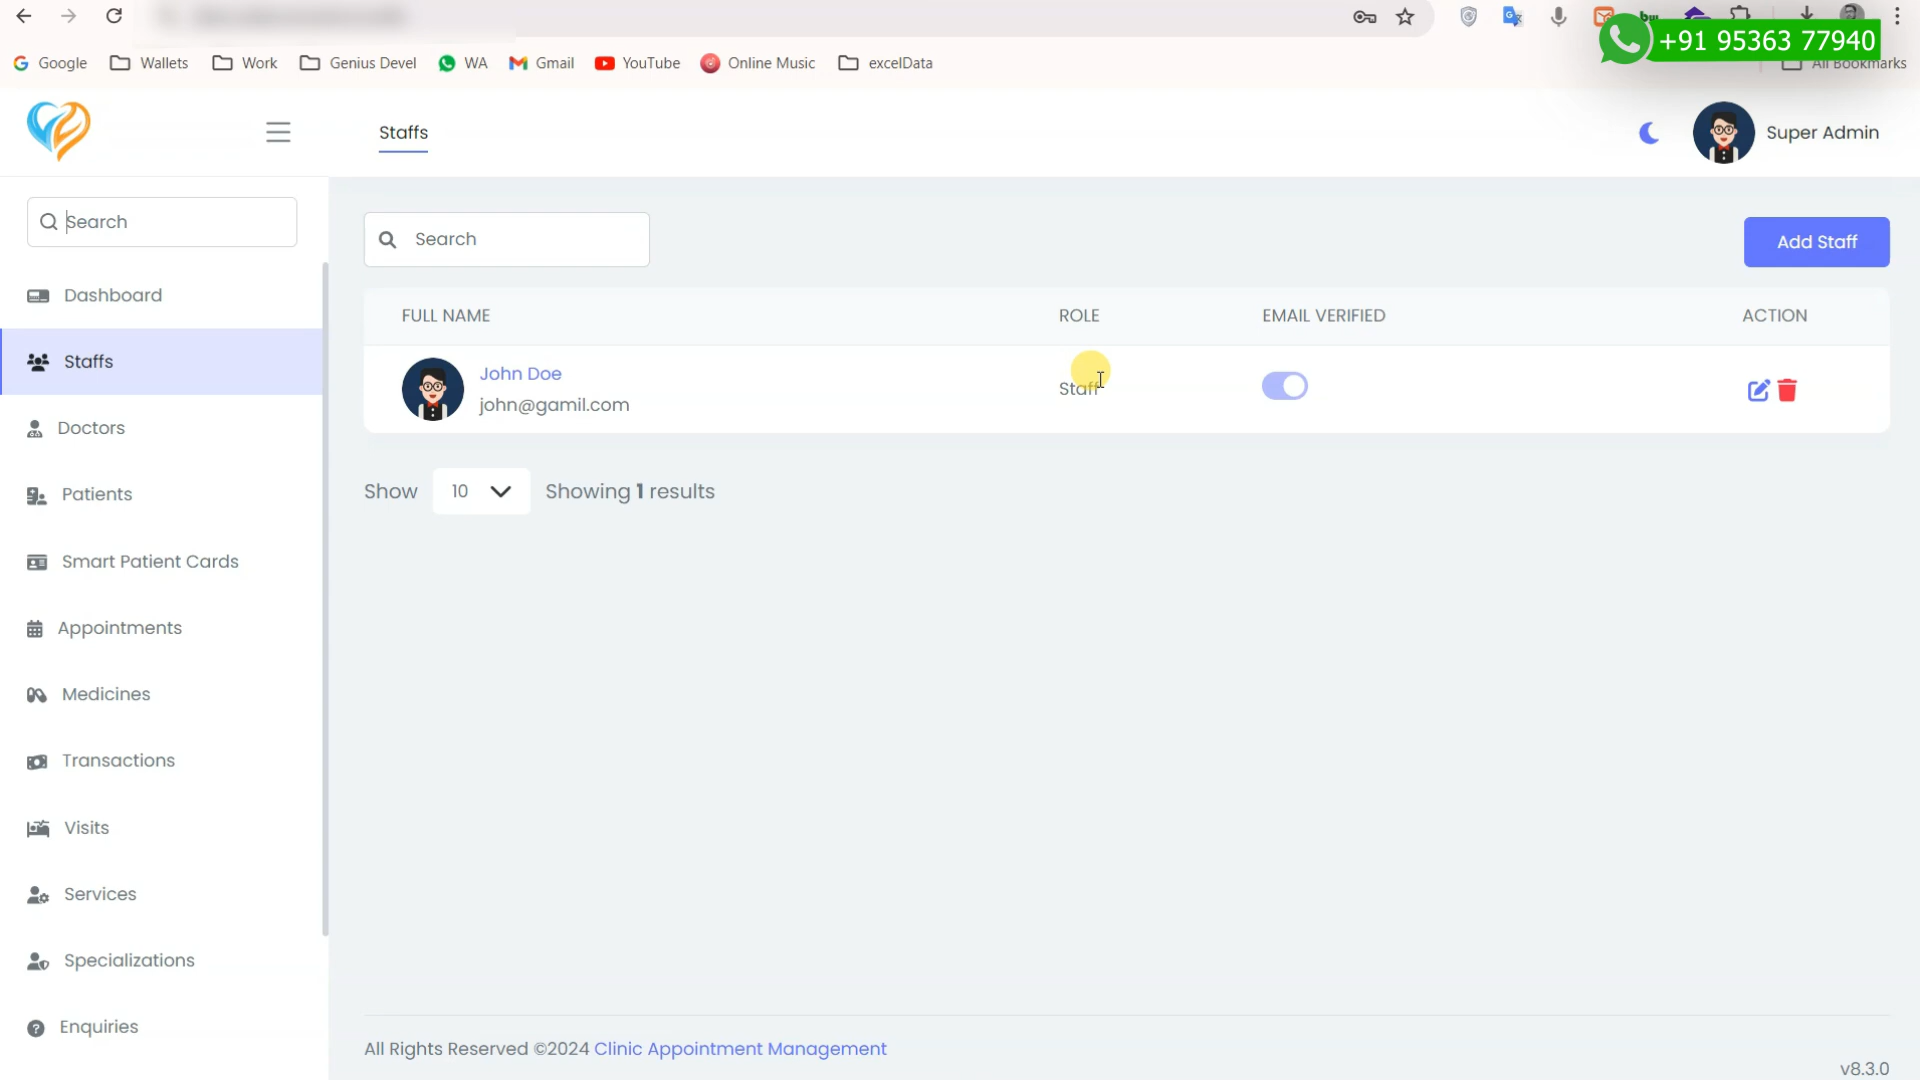 +91 95363 77940
Google
Wallets
Work
Genius Devel
WA
Gmail
YouTube
Online Music
excelData
All Bookmarks
Staffs
Super Admin
Search
Search
Add Staff
Dashboard
Staffs
Doctors
Patients
Smart Patient Cards
Appointments
Medicines
Transactions
Visits
Services
Specializations
Enquiries
FULL NAME
ROLE
EMAIL VERIFIED
ACTION
John Doe
john@gamil.com
Staff
Show
10
Showing 1 results
All Rights Reserved ©2024 Clinic Appointment Management
v8.3.0